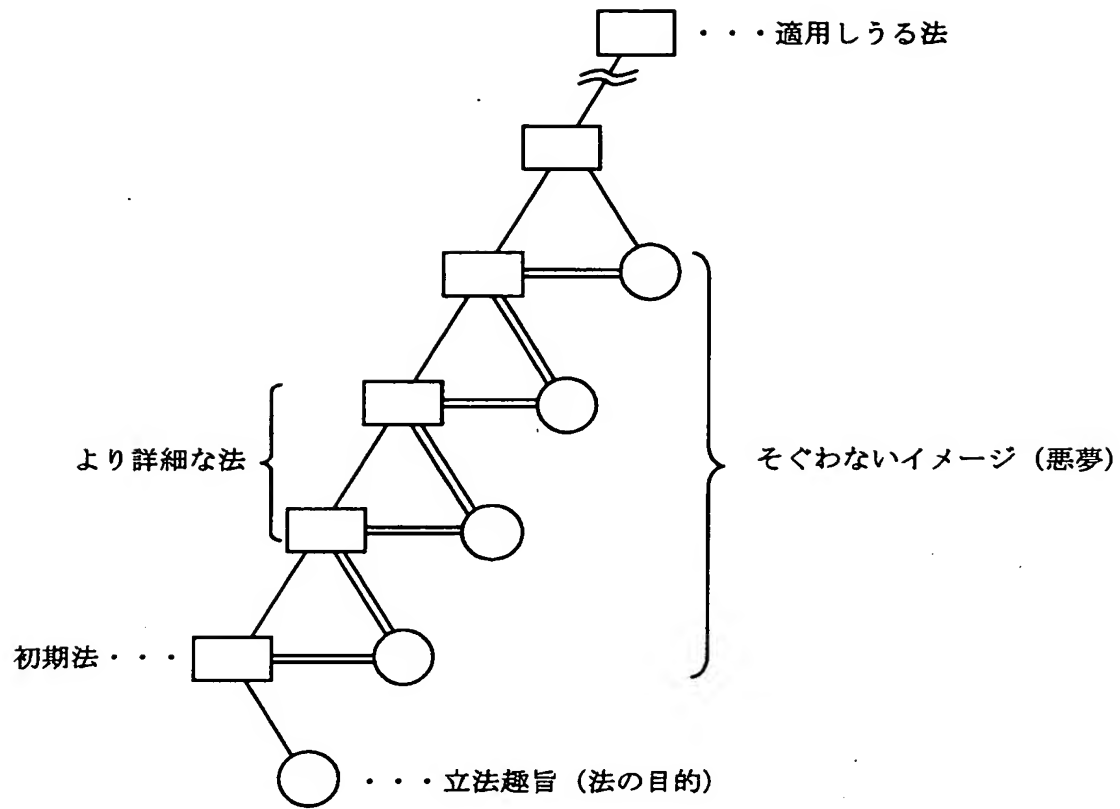 ・・・適用しうる法
より詳細な法
そぐわないイメージ（悪夢）
初期法・・・
・・・立法趣旨（法の目的）